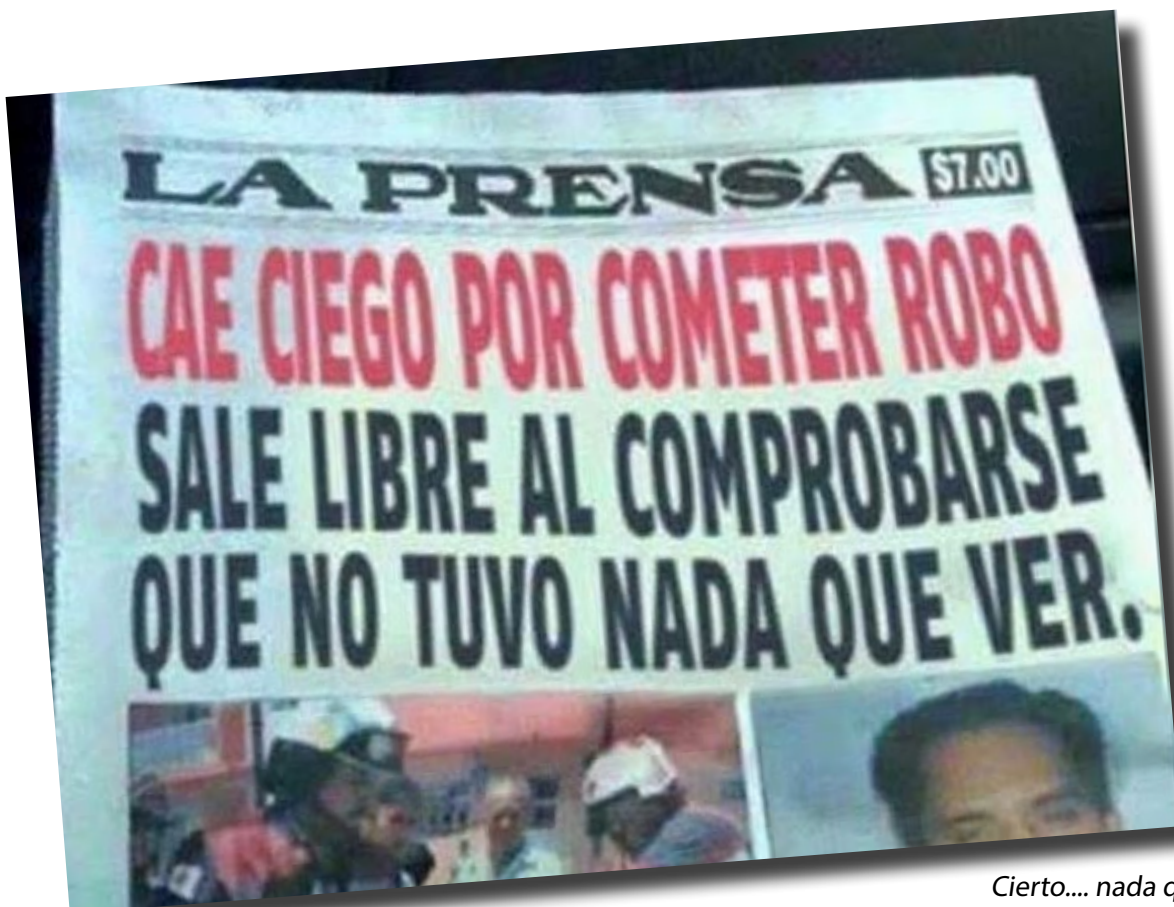 LA PRENSA $7.00
CAE CIEGO POR COMETER ROBO
SALE LIBRE AL COMPROBARSE
QUE NO TUVO NADA QUE VER.
Cierto.... nada q